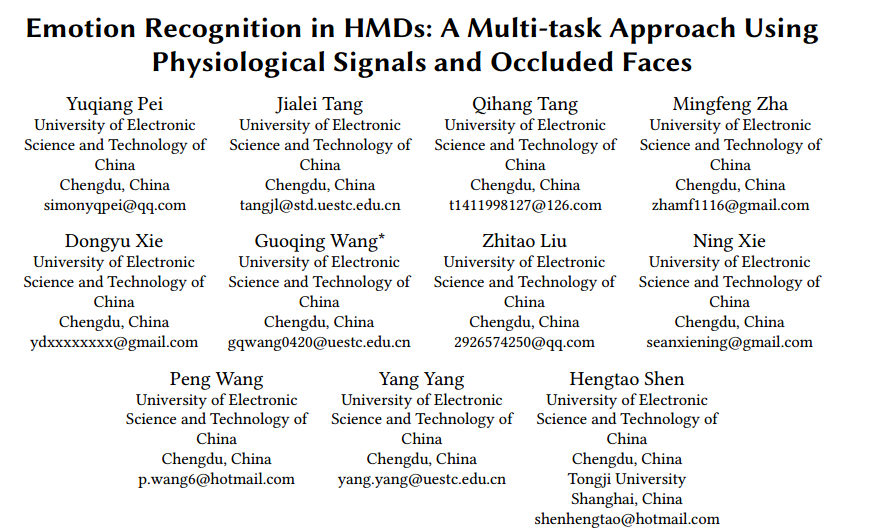 Emotion Recognition in HMDs: A Multi-task Approach Using
Physiological Signals and Occluded Faces
Yuqiang Pei
University of Electronic
Science and Technology of
China
Chengdu, China
simonyqpei@qq.com
Jialei Tang
University of Electronic
Science and Technology of
China
Chengdu, China
tangjl@std.uestc.edu.cn
Qihang Tang
University of Electronic
Science and Technology of
China
Chengdu, China
t1411998127@126.com
Mingfeng Zha
University of Electronic
Science and Technology of
China
Chengdu, China
zhamf1116@gmail.com
Dongyu Xie
University of Electronic
Science and Technology of
China
Chengdu, China
ydxxxxxxxx@gmail.com
Guoqing Wang*
University of Electronic
Science and Technology of
China
Chengdu, China
gqwang0420@uestc.edu.cn
Zhitao Liu
University of Electronic
Science and Technology of
China
Chengdu, China
2926574250@qq.com
Ning Xie
University of Electronic
Science and Technology of
China
Chengdu, China
seanxiening@gmail.com
Peng Wang
University of Electronic
Science and Technology of
China
Chengdu, China
p.wang6@hotmail.com
Yang Yang
University of Electronic
Science and Technology of
China
Chengdu, China
yang.yang@uestc.edu.cn
Hengtao Shen
University of Electronic
Science and Technology of
China
Chengdu, China
Tongji University
Shanghai, China
shenhengtao@hotmail.com